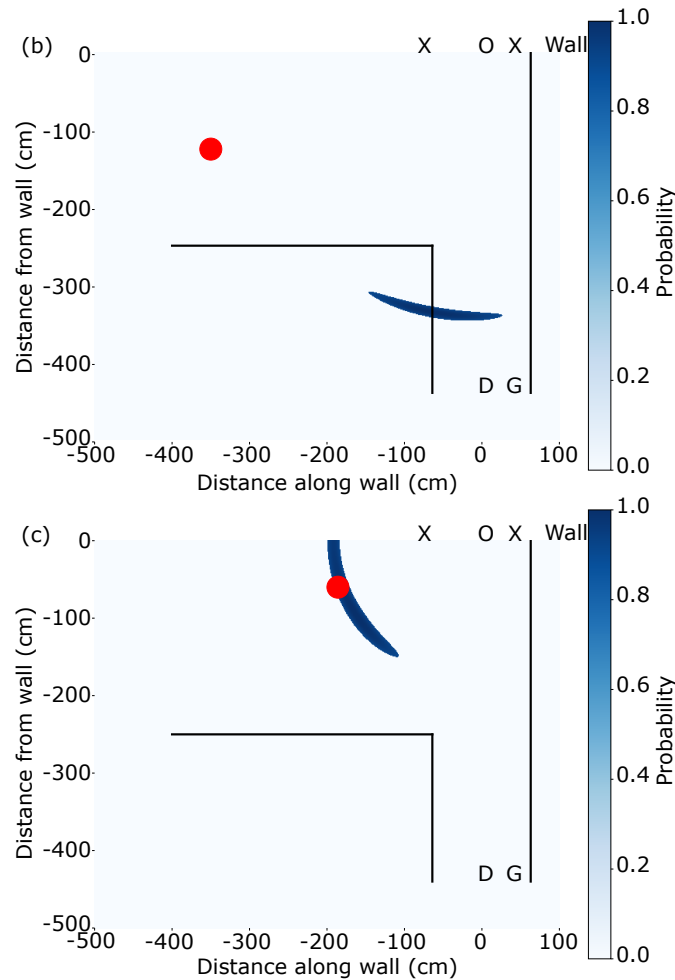 (b)
X O X Wall
0
-100
-200
-300
-400
-500
Distance from wall (cm)
D G
-500 -400 -300 -200 -100 0 100
Distance along wall (cm)
1.0
0.8
0.6
0.4
0.2
0.0
Probability
(c)
X O X Wall
0
-100
-200
-300
-400
-500
Distance from wall (cm)
D G
-500 -400 -300 -200 -100 0 100
Distance along wall (cm)
1.0
0.8
0.6
0.4
0.2
0.0
Probability